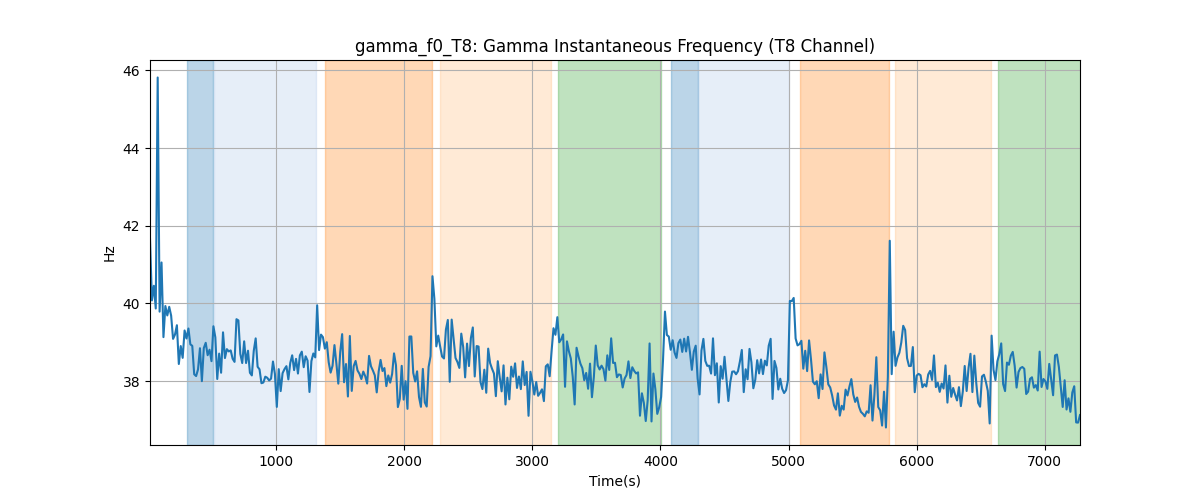 gamma_f0_T8: Gamma Instantaneous Frequency (T8 Channel)
46
44
42
40
38
Hz
1000 2000 3000 4000 5000 6000 7000
Time(s)